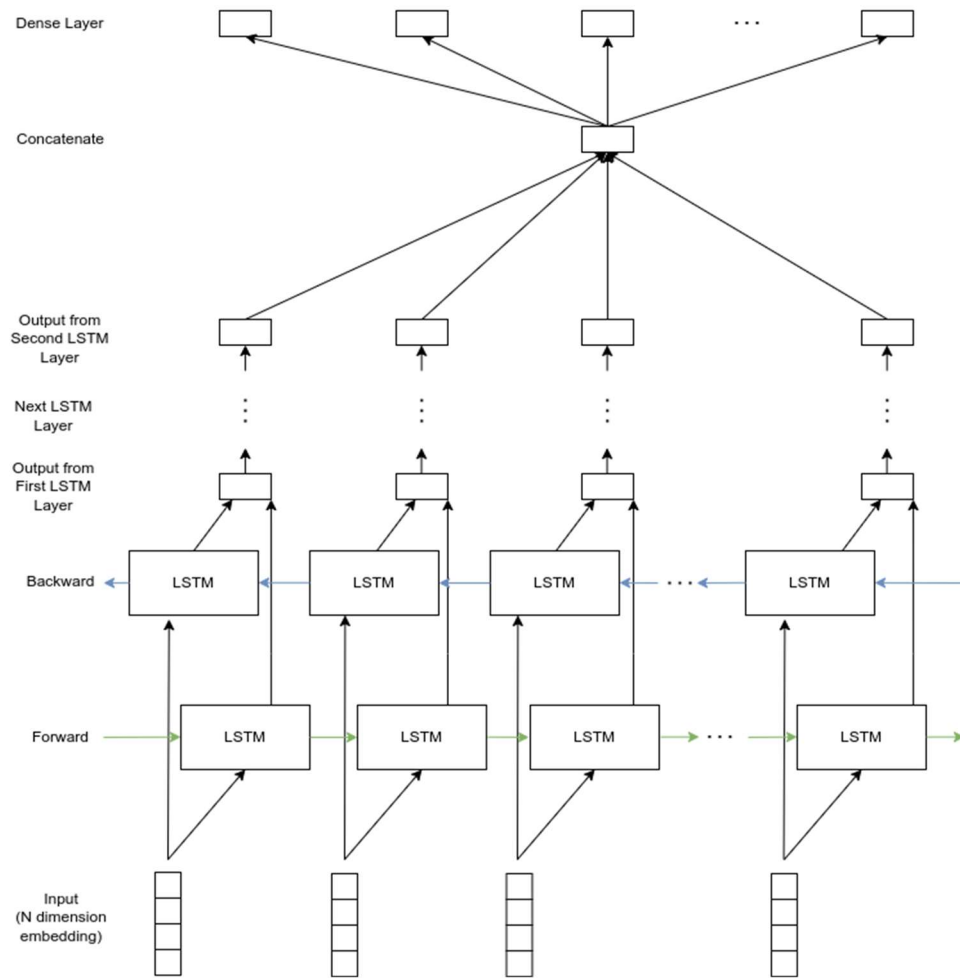 Dense Layer
...
Concatenate
Output from
Second LSTM
Layer
Next LSTM
Layer
Output from
First LSTM
Layer
Backward
LSTM
LSTM
LSTM
...
LSTM
Forward
LSTM
LSTM
LSTM
...
LSTM
Input
(N dimension
embedding)